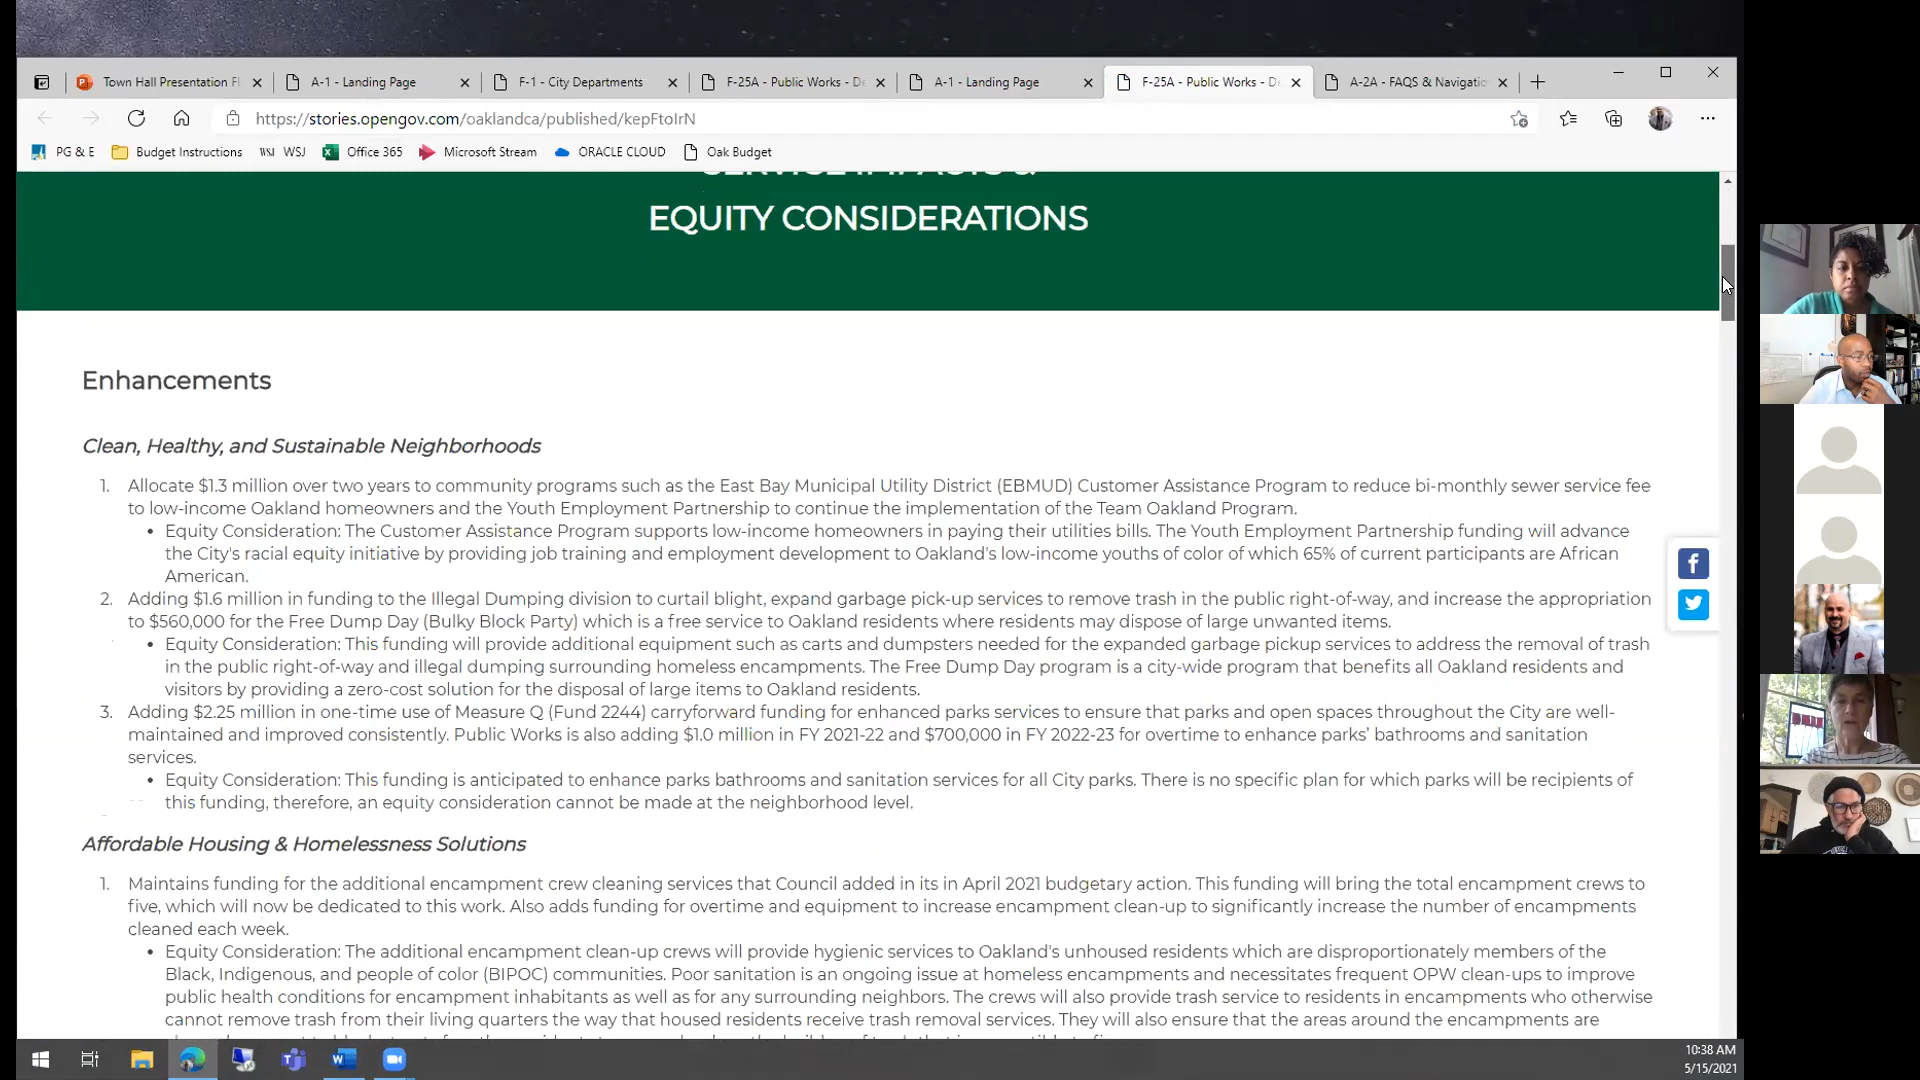 Town Hall Presentation Fl
A-1 - Landing Page
F-1 - City Departments
F-25A - Public Works - De
A-1 - Landing Page
F-25A - Public Works - De
A-2A - FAQS & Navigatio
https://stories.opengov.com/oaklandca/published/kepFtoIrN
PG & E
Budget Instructions
WSJ WSJ
Office 365
Microsoft Stream
ORACLE CLOUD
Oak Budget
SERVICE IMPACTS &
EQUITY CONSIDERATIONS
Enhancements
Clean, Healthy, and Sustainable Neighborhoods
1. Allocate $1.3 million over two years to community programs such as the East Bay Municipal Utility District (EBMUD) Customer Assistance Program to reduce bi-monthly sewer service fee
to low-income Oakland homeowners and the Youth Employment Partnership to continue the implementation of the Team Oakland Program.
• Equity Consideration: The Customer Assistance Program supports low-income homeowners in paying their utilities bills. The Youth Employment Partnership funding will advance
the City's racial equity initiative by providing job training and employment development to Oakland's low-income youths of color of which 65% of current participants are African
American.
2. Adding $1.6 million in funding to the Illegal Dumping division to curtail blight, expand garbage pick-up services to remove trash in the public right-of-way, and increase the appropriation
to $560,000 for the Free Dump Day (Bulky Block Party) which is a free service to Oakland residents where residents may dispose of large unwanted items.
• Equity Consideration: This funding will provide additional equipment such as carts and dumpsters needed for the expanded garbage pickup services to address the removal of trash
in the public right-of-way and illegal dumping surrounding homeless encampments. The Free Dump Day program is a city-wide program that benefits all Oakland residents and
visitors by providing a zero-cost solution for the disposal of large items to Oakland residents.
3. Adding $2.25 million in one-time use of Measure Q (Fund 2244) carryforward funding for enhanced parks services to ensure that parks and open spaces throughout the City are well-
maintained and improved consistently. Public Works is also adding $1.0 million in FY 2021-22 and $700,000 in FY 2022-23 for overtime to enhance parks' bathrooms and sanitation
services.
• Equity Consideration: This funding is anticipated to enhance parks bathrooms and sanitation services for all City parks. There is no specific plan for which parks will be recipients of
this funding, therefore, an equity consideration cannot be made at the neighborhood level.
Affordable Housing & Homelessness Solutions
1. Maintains funding for the additional encampment crew cleaning services that Council added in its in April 2021 budgetary action. This funding will bring the total encampment crews to
five, which will now be dedicated to this work. Also adds funding for overtime and equipment to increase encampment clean-up to significantly increase the number of encampments
cleaned each week.
• Equity Consideration: The additional encampment clean-up crews will provide hygienic services to Oakland's unhoused residents which are disproportionately members of the
Black, Indigenous, and people of color (BIPOC) communities. Poor sanitation is an ongoing issue at homeless encampments and necessitates frequent OPW clean-ups to improve
public health conditions for encampment inhabitants as well as for any surrounding neighbors. The crews will also provide trash service to residents in encampments who otherwise
cannot remove trash from their living quarters the way that housed residents receive trash removal services. They will also ensure that the areas around the encampments are
10:38 AM
5/15/2021